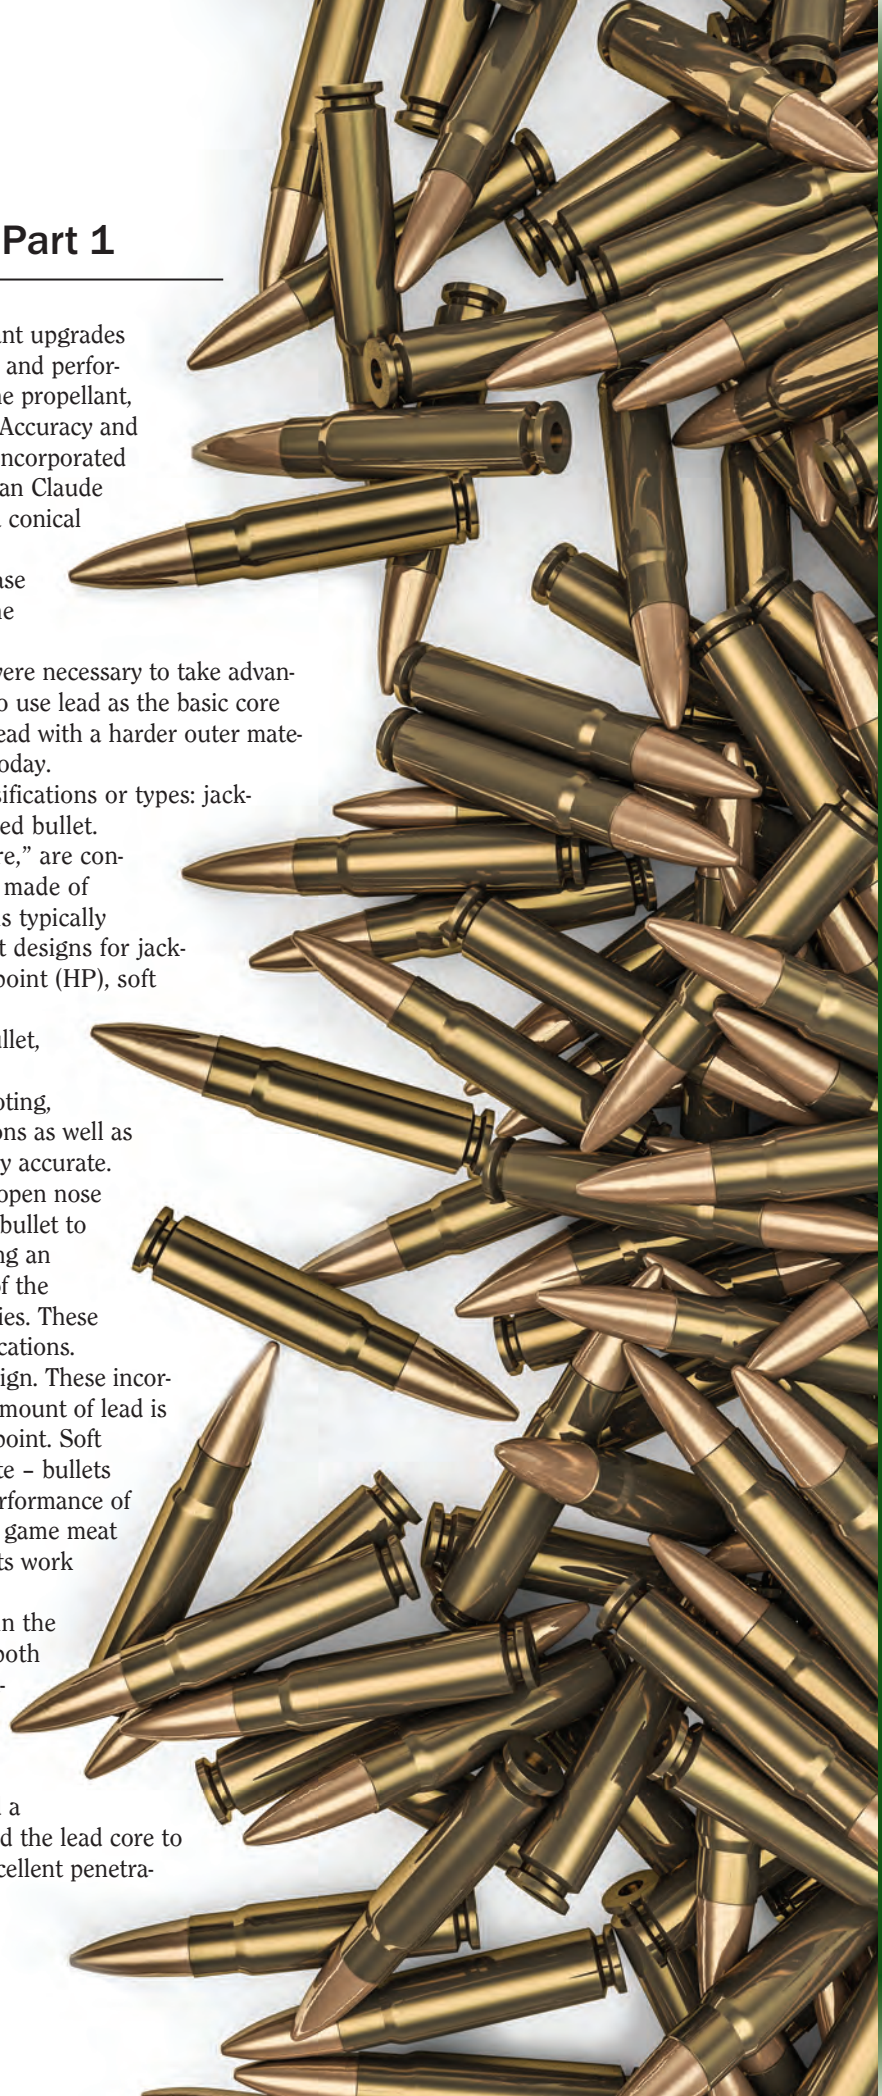 Part 1
nt upgrades
and perfor-
e propellant,
Accuracy and
ncorporated
an Claude
conical
ase
ne
vere necessary to take advan-
o use lead as the basic core
ead with a harder outer mate-
oday.
sifications or types: jack-
ed bullet.
re,” are con-
made of
s typically
t designs for jack-
point (HP), soft
llet,
oting,
ons as well as
y accurate.
open nose
bullet to
ng an
f the
ies. These
cations.
ign. These incor-
mount of lead is
point. Soft
te – bullets
rformance of
game meat
ts work
n the
both
-
a
d the lead core to
cellent penetra-